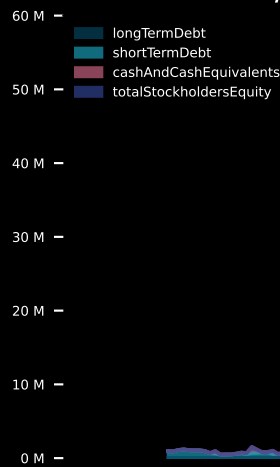 60 M
longTermDebt
shortTermDebt
50 M
cashAndCashEquivalents
totalStockholdersEquity
40 M
30 M
20 M
10 M
0 M